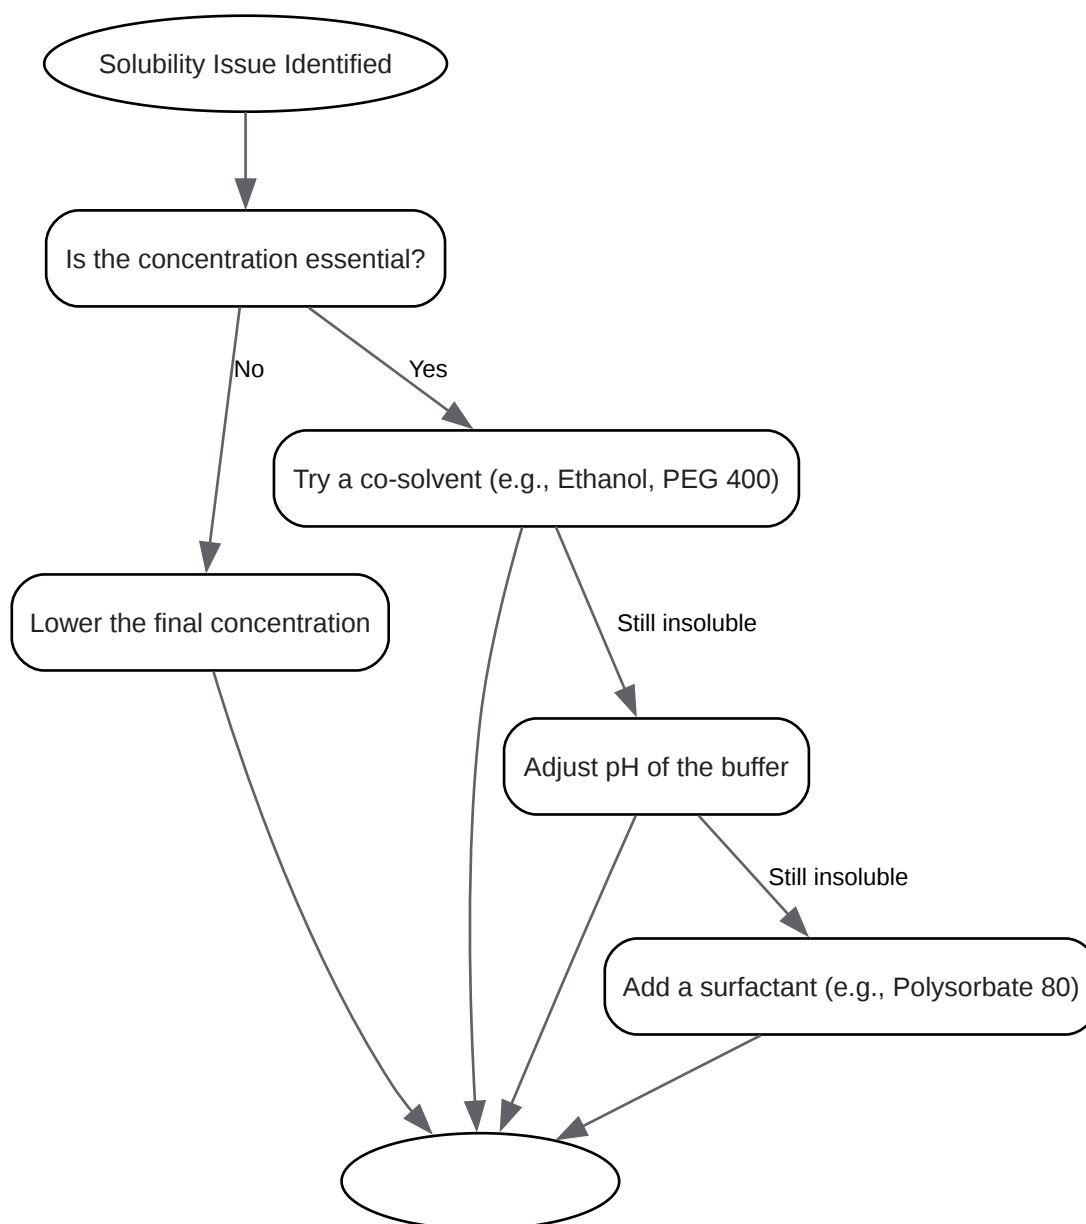 Solubility Issue Identified
Is the concentration essential?
No
Yes
Try a co-solvent (e.g., Ethanol, PEG 400)
Lower the final concentration
Still insoluble
Adjust pH of the buffer
Still insoluble
Add a surfactant (e.g., Polysorbate 80)